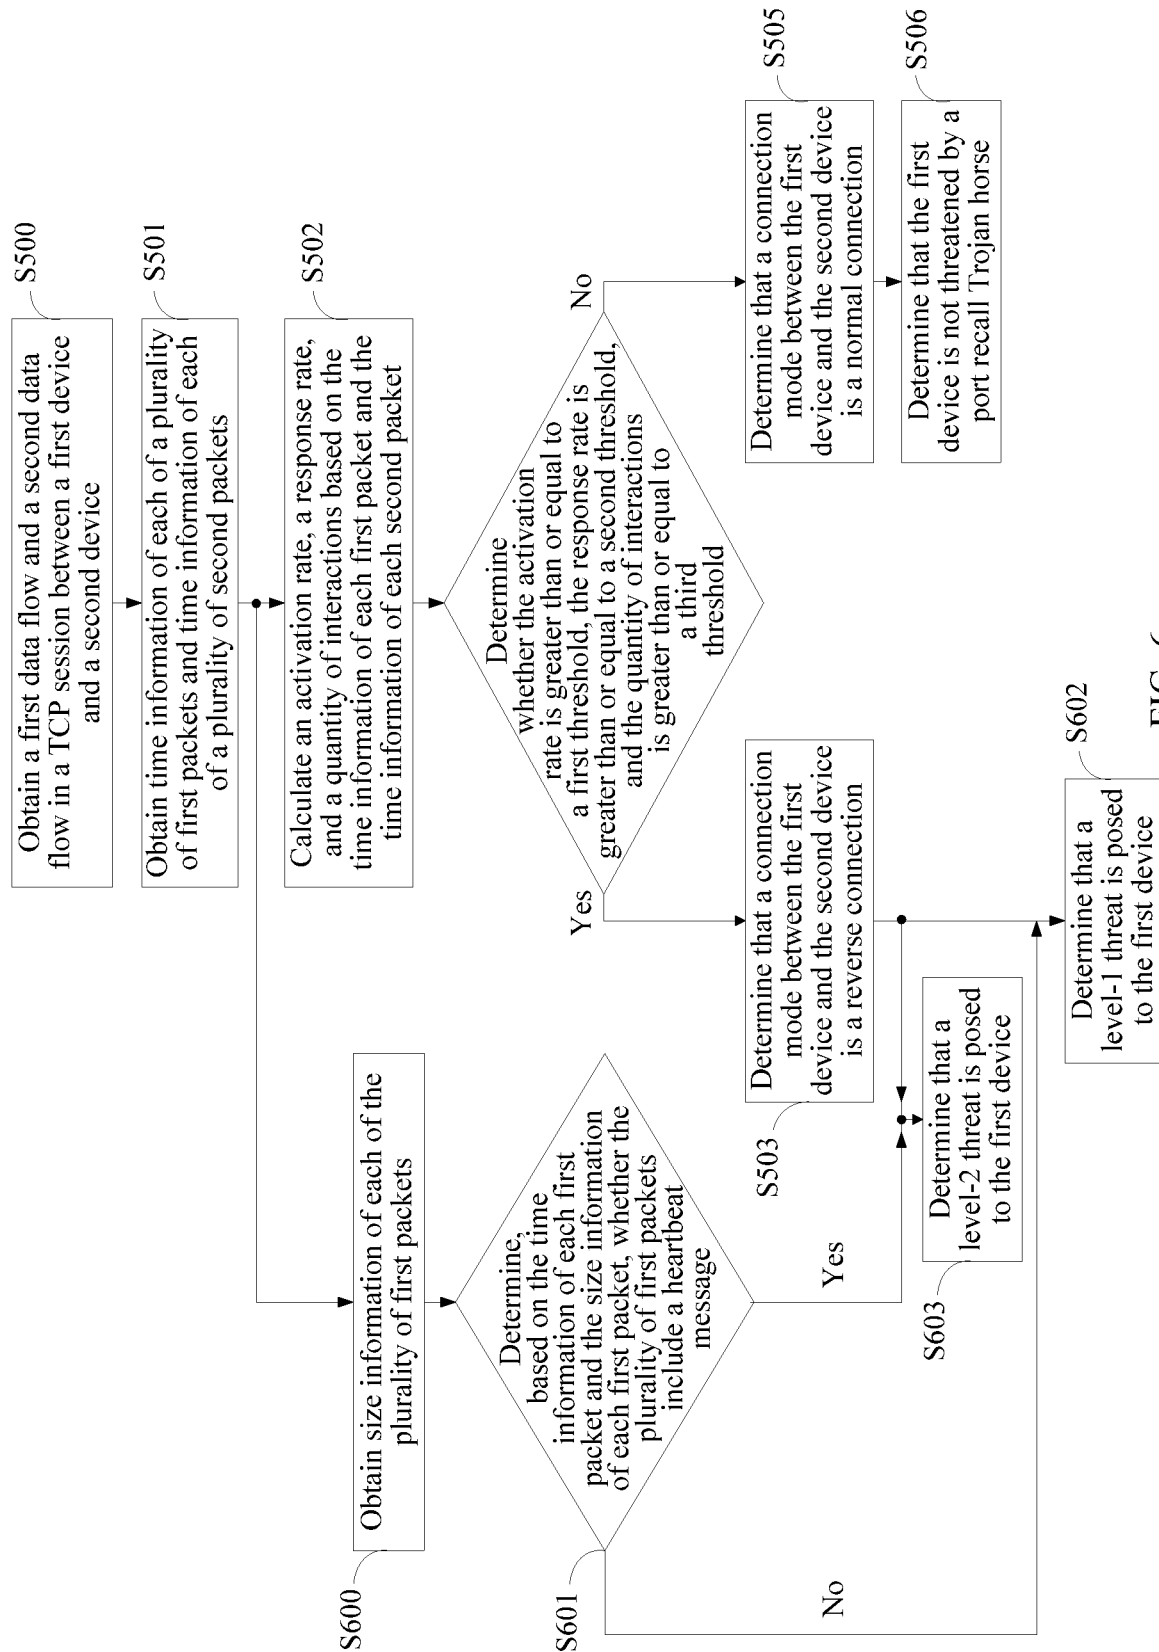 Obtain a first data flow and a second data
flow in a TCP session between a first device
and a second device
S500
Obtain time information of each of a plurality
of first packets and time information of each
of a plurality of second packets
S501
Calculate an activation rate, a response rate,
and a quantity of interactions based on the
time information of each first packet and the
time information of each second packet
S502
Determine
whether the activation
rate is greater than or equal to
a first threshold, the response rate is
greater than or equal to a second threshold,
and the quantity of interactions
is greater than or equal to
a third
threshold
Yes
No
S600
Obtain size information of each of the
plurality of first packets
S601
Determine,
based on the time
information of each first
packet and the size information
of each first packet, whether the
plurality of first packets
include a heartbeat
message
Yes
No
S503
Determine that a connection
mode between the first
device and the second device
is a reverse connection
Determine that a connection
mode between the first
device and the second device
is a normal connection
S505
S603
Determine that a
level-2 threat is posed
to the first device
Determine that the first
device is not threatened by a
port recall Trojan horse
S506
Determine that a
level-1 threat is posed
to the first device
S602